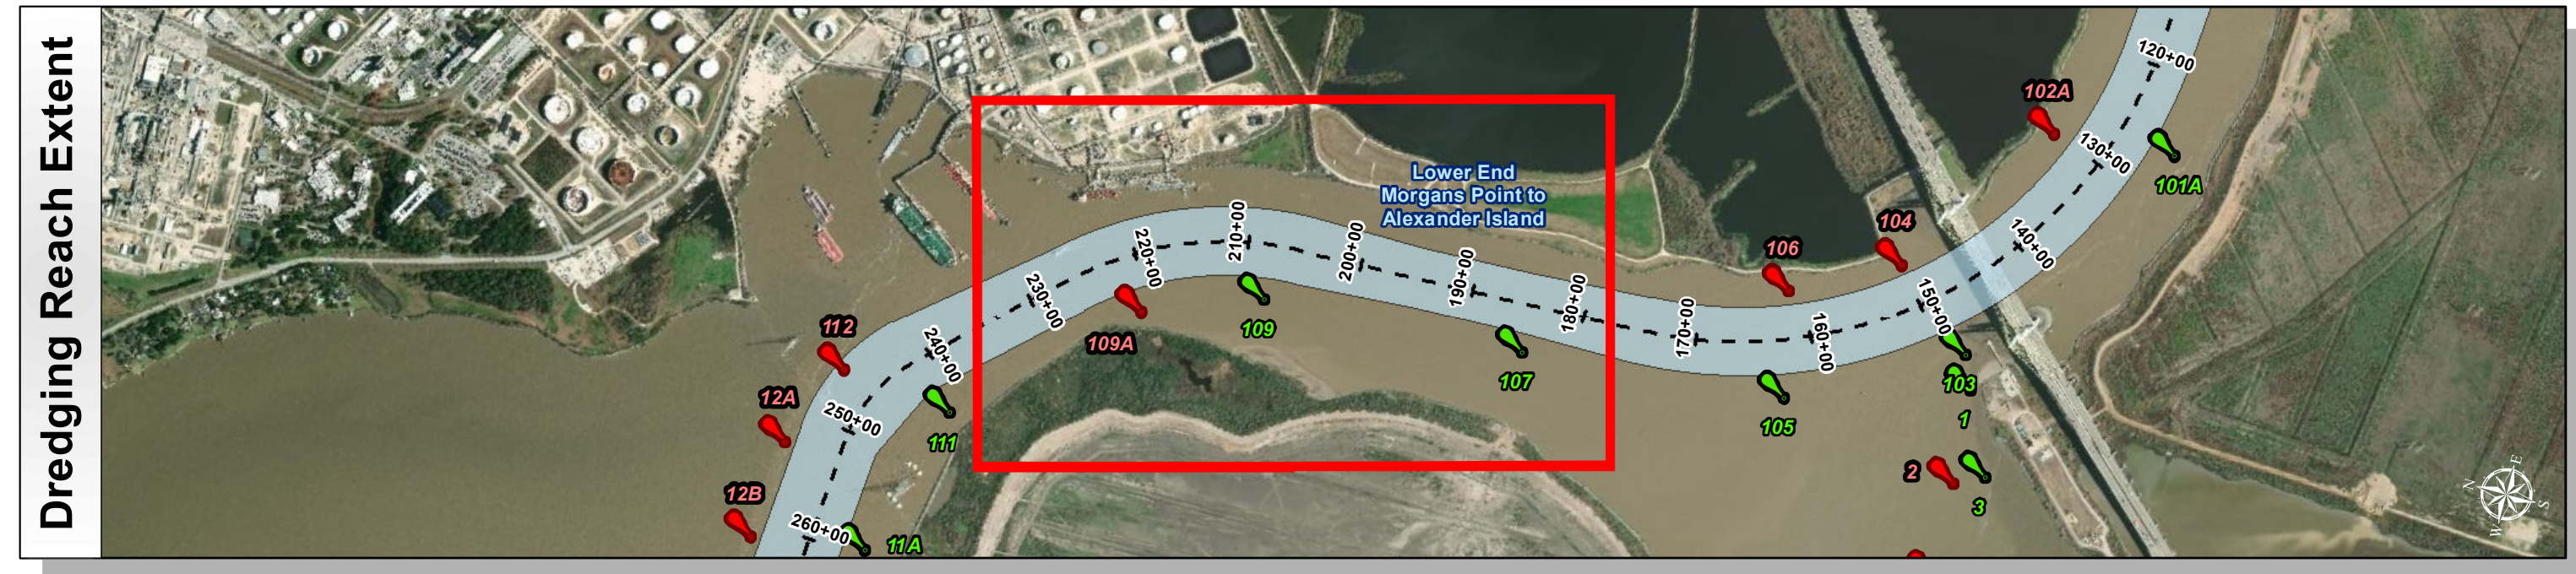 Dredging Reach Extent
120+00
102A
130+00
101A
Lower End
Morgans Point to
Alexander Island
104
140+00
106
210+00
220+00
200+00
190+00
180+00
150+00
230+00
170+00
160+00
112
109
109A
240+00
107
103
12A
250+00
1
105
111
2
3
12B
260+00
11A
N
E
S
W